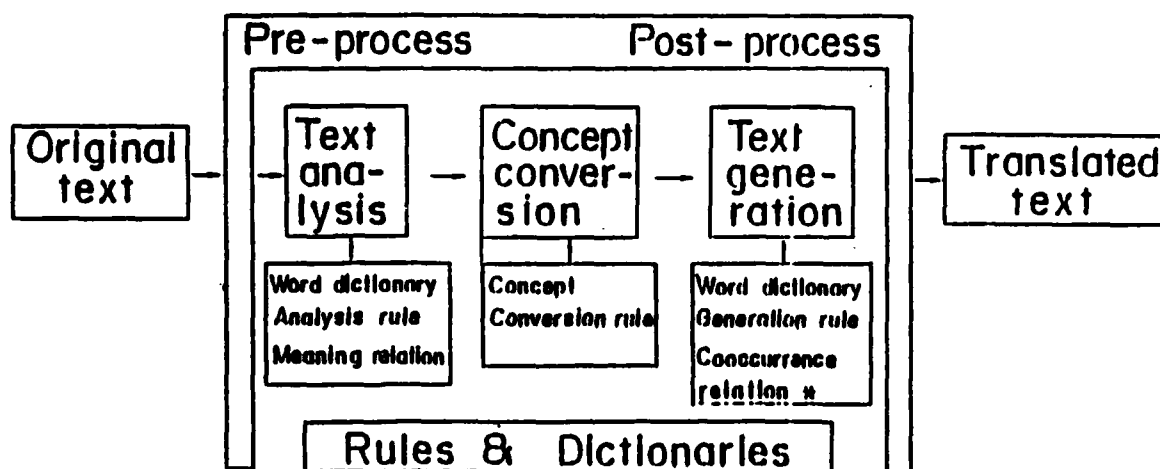 Pre-process
Post-process
Original
text
Text
ana-
lysis
Concept
conver-
sion
Text
gene-
ration
Translated
text
Word dictionary
Analysis rule
Meaning relation
Concept
Conversion rule
Word dictionary
Generation rule
Conccurrence
relation *
Rules & Dictionaries